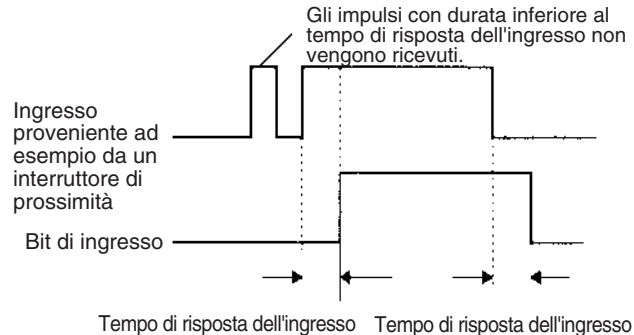 Gli impulsi con durata inferiore al
tempo di risposta dell'ingresso non
vengono ricevuti.
Ingresso
proveniente ad
esempio da un
interruttore di
prossimità
Bit di ingresso
Tempo di risposta dell'ingresso
Tempo di risposta dell'ingresso